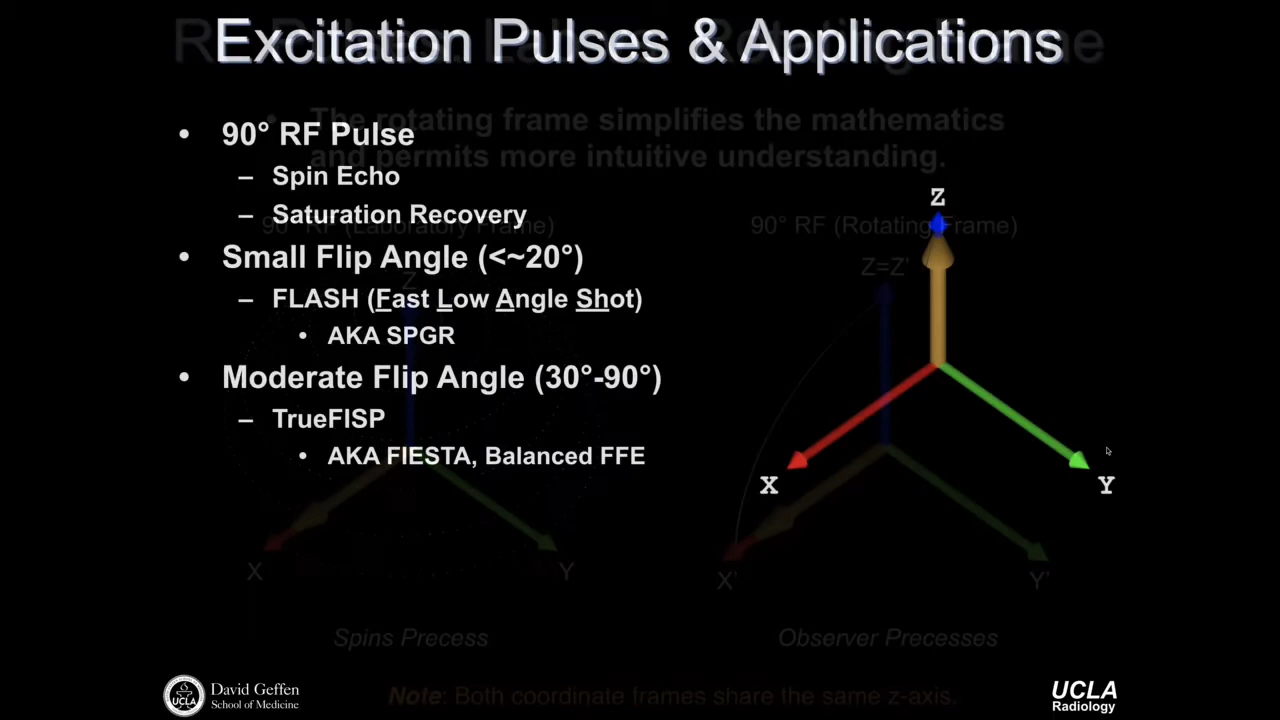 Excitation Pulses & Applications
The rotating frame simplifies the mathematics
and permits more intuitive understanding.
• 90° RF Pulse
– Spin Echo
– Saturation Recovery
• Small Flip Angle (<~20°)
– FLASH (Fast Low Angle Shot)
• AKA SPGR
• Moderate Flip Angle (30°-90°)
– TrueFISP
• AKA FIESTA, Balanced FFE
90° RF (Laboratory Frame)
90° RF (Rotating Frame)
Z
X
Y
Z
Z=Z'
X
Y
X'
Y'
Spins Precess
Observer Precesses
Note: Both coordinate frames share the same z-axis.
UCLA
David Geffen
School of Medicine
UCLA
Radiology